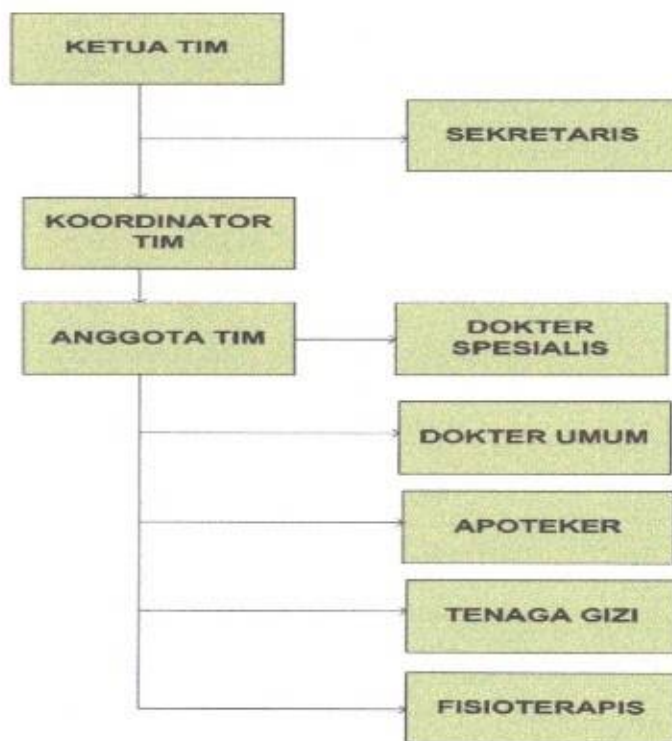 KETUA TIM
SEKRETARIS
KOORDINATOR
TIM
ANGGOTA TIM
DOKTER
SPESIALIS
DOKTER UMUM
APOTEKER
TENAGA GIZI
FISIOTERAPIS